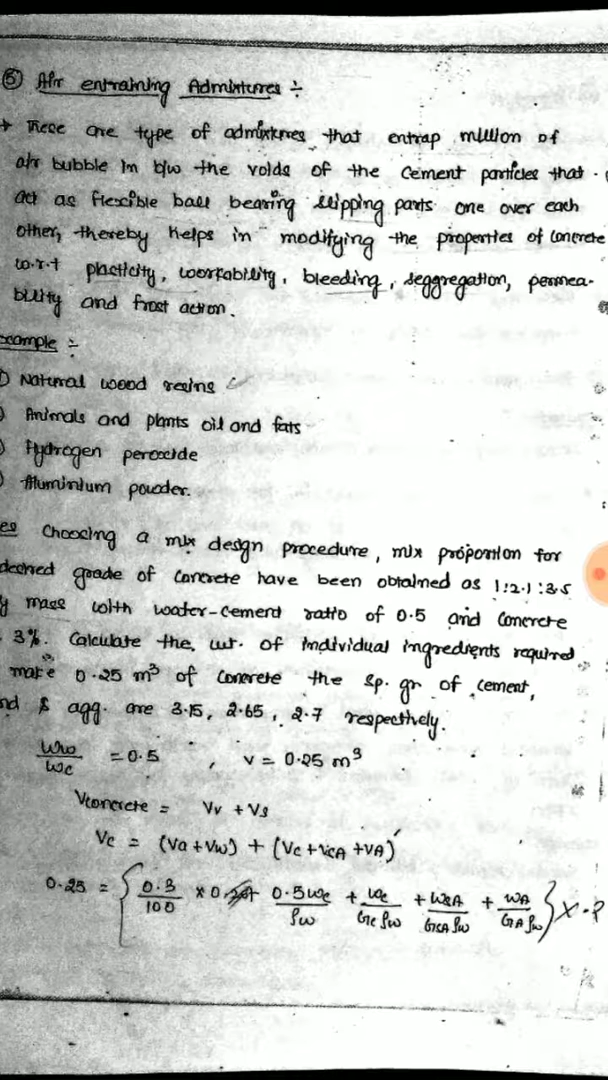 ⑤ Air entraining Admixtures ÷
→ These are type of admixtures that entrap million of
air bubble in b/w the voids of the cement particles that
act as flexible ball bearing slipping parts one over each
other, thereby helps in modifying the properties of concrete
w.r.t plasticity, workability, bleeding, seggregation, permea-
bility and frost action.
xample :-
) Natural wood resins
) Animals and plants oil and fats
) Hydrogen peroxide
) Aluminium powder.
es Choosing a mix design procedure, mix proportion for
desired grade of concrete have been obtained as 1:2.1:3.5
y mass with water-cement ratio of 0.5 and concrete
3%. Calculate the wt. of individual ingredients required
make 0.25 m³ of concrete the sp. gr of cement,
nd & agg. are 3.15, 2.65, 2.7 respectively.
Ww/Wc = 0.5 , V = 0.25 m³
Vconcrete = Vv + Vs
Vc = (Va + Vw) + (Vc + VCA + VA)
0.25 = { 0.3/100 × 0. 0.5Wc/ρw + Wc/Gc ρw + WSA/GSA ρw + WA/GA ρw } ×